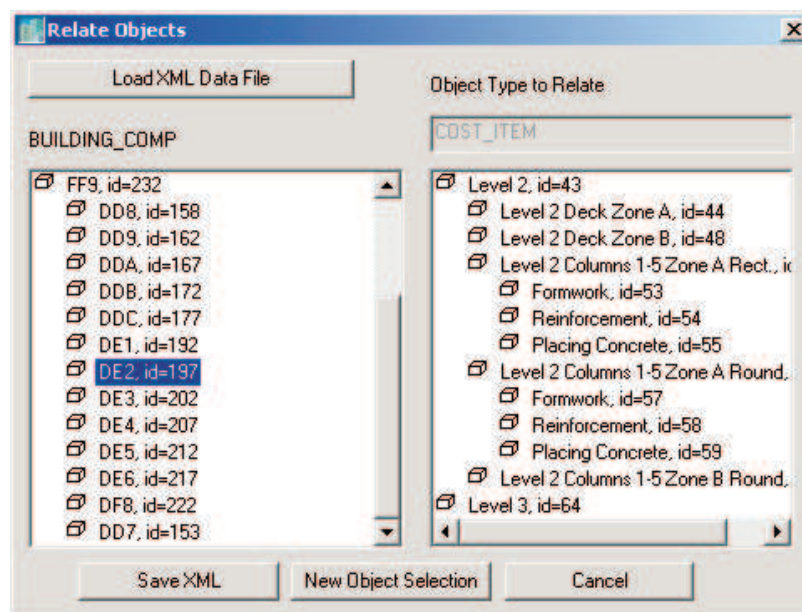 Relate Objects
Load XML Data File
Object Type to Relate
COST_ITEM
BUILDING_COMP
FF9, id=232
DD8, id=158
DD9, id=162
DDA, id=167
DDB, id=172
DDC, id=177
DE1, id=192
DE2, id=197
DE3, id=202
DE4, id=207
DE5, id=212
DE6, id=217
DF8, id=222
DD7, id=153
Level 2, id=43
Level 2 Deck Zone A, id=44
Level 2 Deck Zone B, id=48
Level 2 Columns 1-5 Zone A Rect., ic
Formwork, id=53
Reinforcement, id=54
Placing Concrete, id=55
Level 2 Columns 1-5 Zone A Round,
Formwork, id=57
Reinforcement, id=58
Placing Concrete, id=59
Level 2 Columns 1-5 Zone B Round,
Level 3, id=64
Save XML
New Object Selection
Cancel